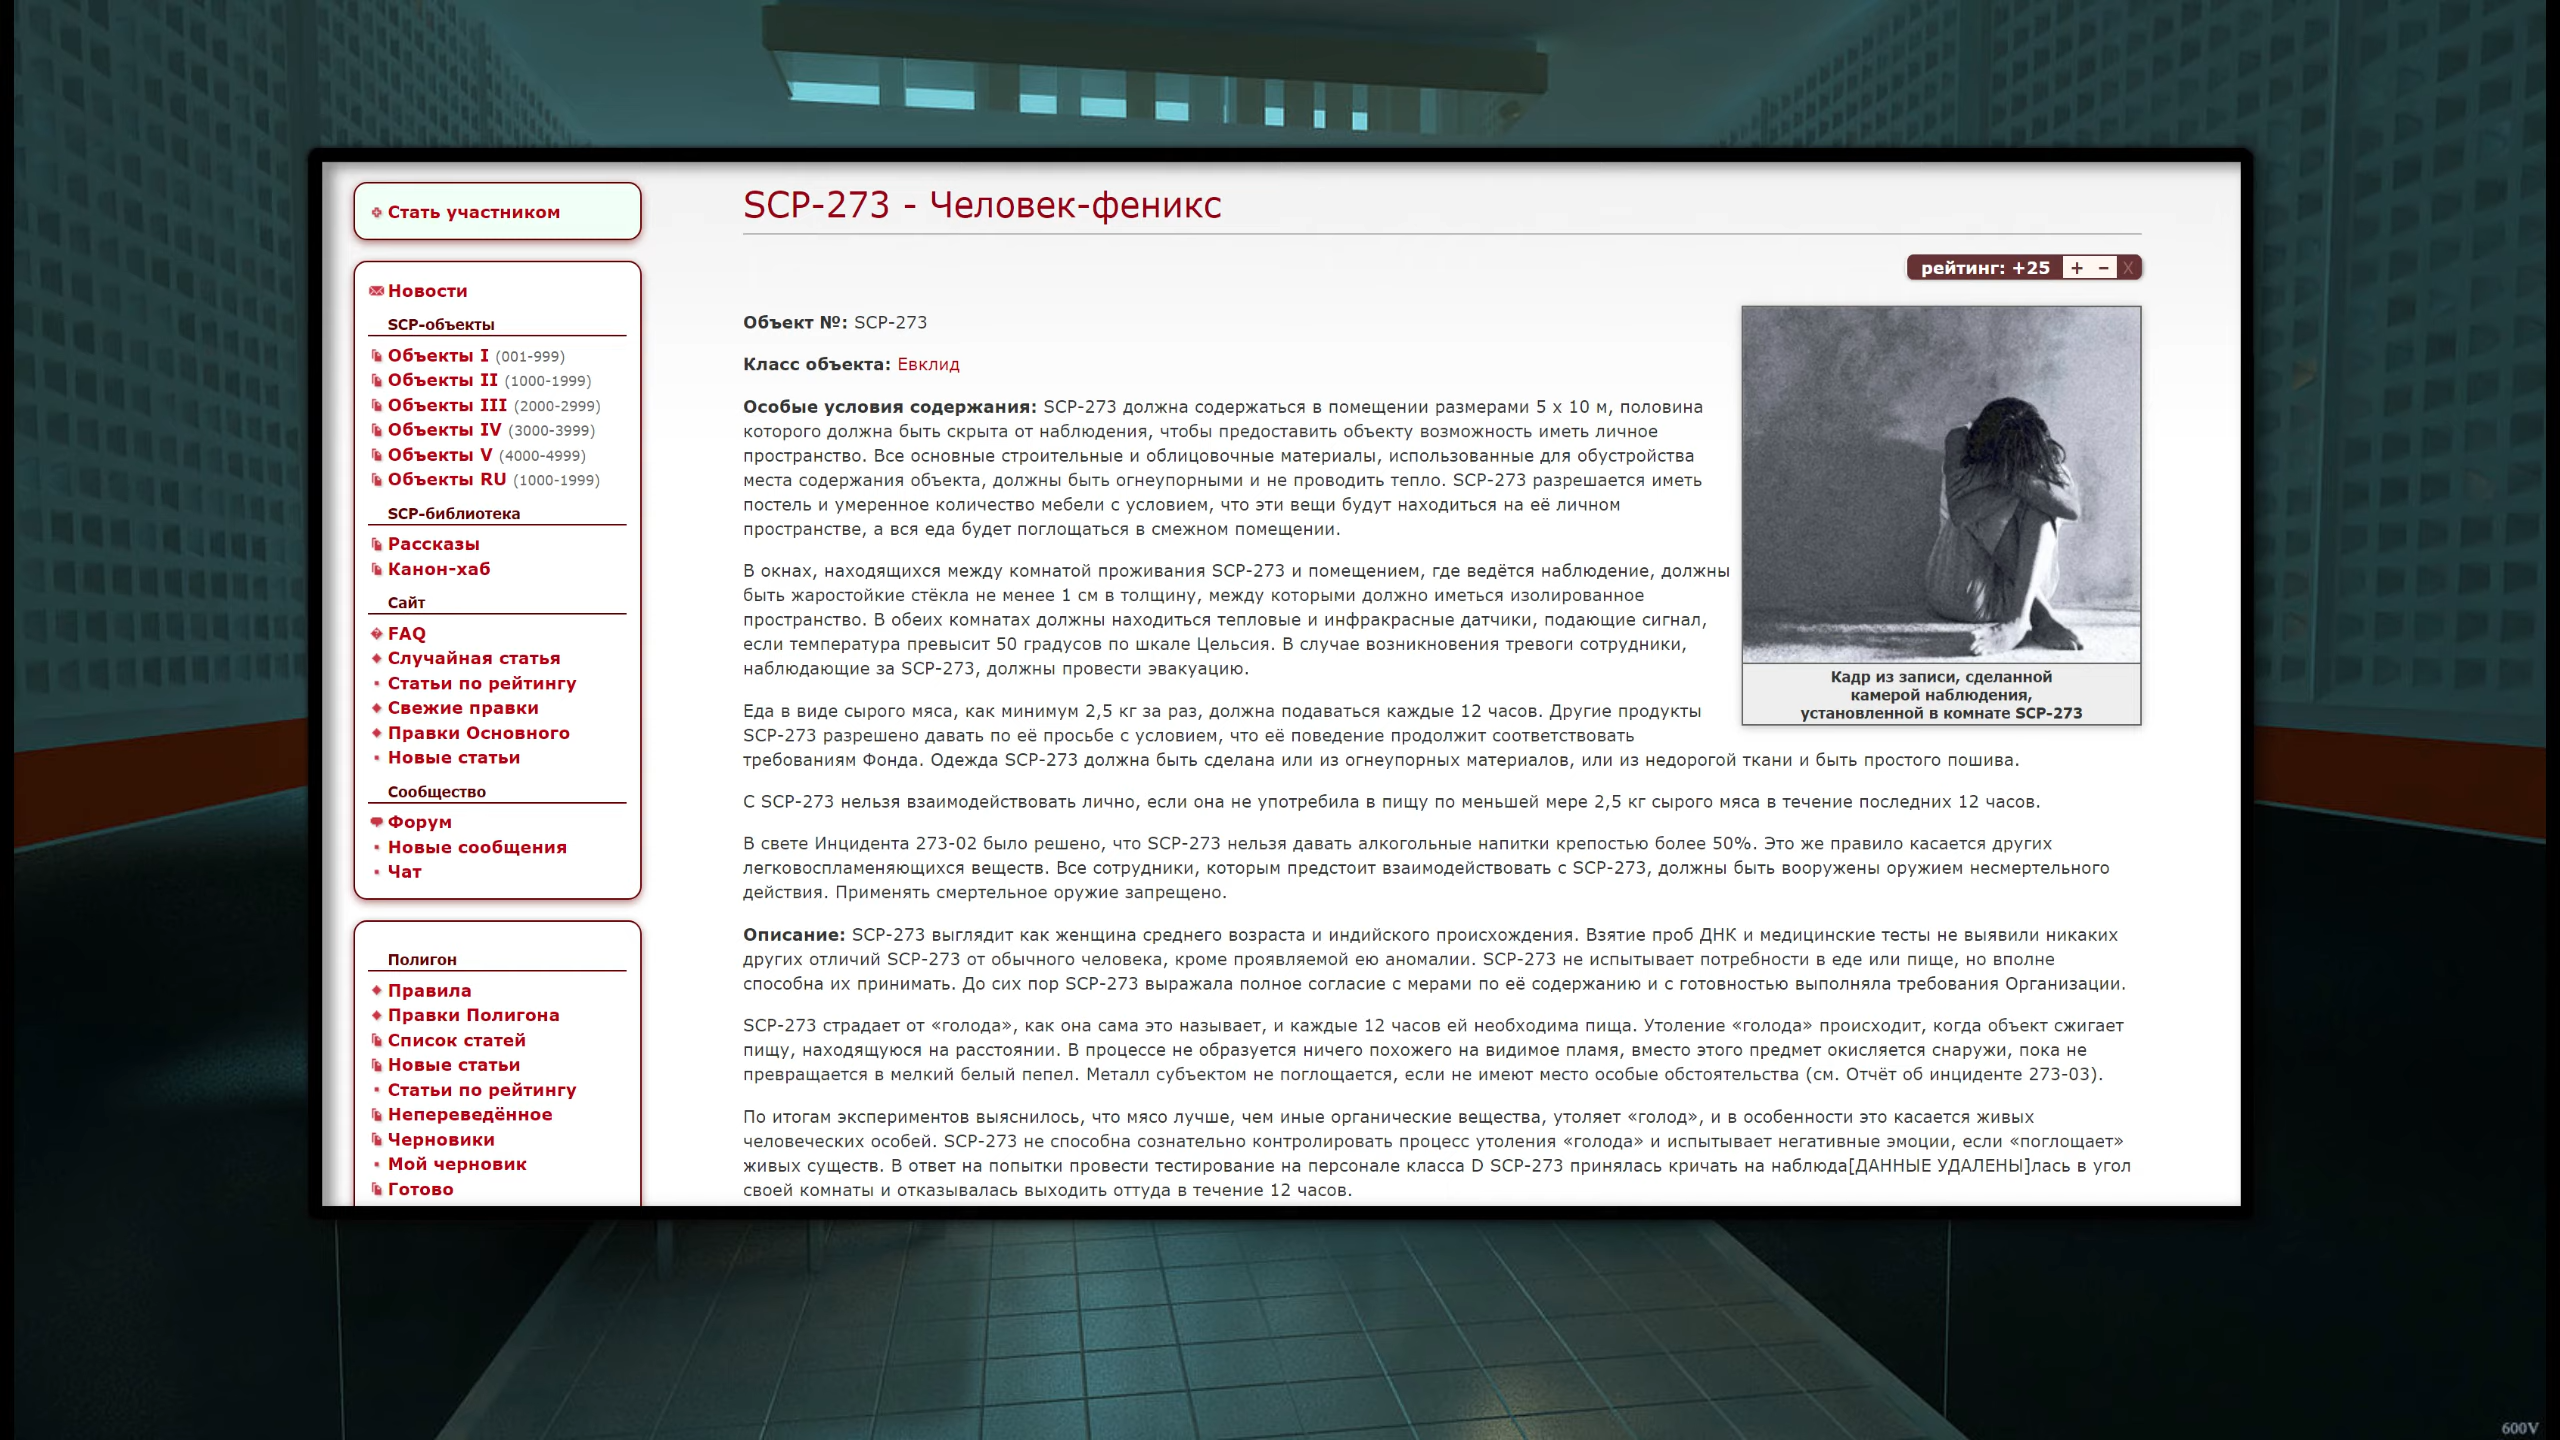 Стать участником
Новости
SCP-объекты
Объекты I (001-999)
Объекты II (1000-1999)
Объекты III (2000-2999)
Объекты IV (3000-3999)
Объекты V (4000-4999)
Объекты RU (1000-1999)
SCP-библиотека
Рассказы
Канон-хаб
Сайт
FAQ
Случайная статья
Статьи по рейтингу
Свежие правки
Правки Основного
Новые статьи
Сообщество
Форум
Новые сообщения
Чат
Полигон
Правила
Правки Полигона
Список статей
Новые статьи
Статьи по рейтингу
Непереведённое
Черновики
Мой черновик
Готово
SCP-273 - Человек-феникс
рейтинг: +25 + − X
Объект №: SCP-273
Класс объекта: Евклид
Особые условия содержания: SCP-273 должна содержаться в помещении размерами 5 х 10 м, половина
которого должна быть скрыта от наблюдения, чтобы предоставить объекту возможность иметь личное
пространство. Все основные строительные и облицовочные материалы, использованные для обустройства
места содержания объекта, должны быть огнеупорными и не проводить тепло. SCP-273 разрешается иметь
постель и умеренное количество мебели с условием, что эти вещи будут находиться на её личном
пространстве, а вся еда будет поглощаться в смежном помещении.
В окнах, находящихся между комнатой проживания SCP-273 и помещением, где ведётся наблюдение, должны
быть жаростойкие стёкла не менее 1 см в толщину, между которыми должно иметься изолированное
пространство. В обеих комнатах должны находиться тепловые и инфракрасные датчики, подающие сигнал,
если температура превысит 50 градусов по шкале Цельсия. В случае возникновения тревоги сотрудники,
наблюдающие за SCP-273, должны провести эвакуацию.
Кадр из записи, сделанной
камерой наблюдения,
установленной в комнате SCP-273
Еда в виде сырого мяса, как минимум 2,5 кг за раз, должна подаваться каждые 12 часов. Другие продукты
SCP-273 разрешено давать по её просьбе с условием, что её поведение продолжит соответствовать
требованиям Фонда. Одежда SCP-273 должна быть сделана или из огнеупорных материалов, или из недорогой ткани и быть простого пошива.
С SCP-273 нельзя взаимодействовать лично, если она не употребила в пищу по меньшей мере 2,5 кг сырого мяса в течение последних 12 часов.
В свете Инцидента 273-02 было решено, что SCP-273 нельзя давать алкогольные напитки крепостью более 50%. Это же правило касается других
легковоспламеняющихся веществ. Все сотрудники, которым предстоит взаимодействовать с SCP-273, должны быть вооружены оружием несмертельного
действия. Применять смертельное оружие запрещено.
Описание: SCP-273 выглядит как женщина среднего возраста и индийского происхождения. Взятие проб ДНК и медицинские тесты не выявили никаких
других отличий SCP-273 от обычного человека, кроме проявляемой ею аномалии. SCP-273 не испытывает потребности в еде или пище, но вполне
способна их принимать. До сих пор SCP-273 выражала полное согласие с мерами по её содержанию и с готовностью выполняла требования Организации.
SCP-273 страдает от «голода», как она сама это называет, и каждые 12 часов ей необходима пища. Утоление «голода» происходит, когда объект сжигает
пищу, находящуюся на расстоянии. В процессе не образуется ничего похожего на видимое пламя, вместо этого предмет окисляется снаружи, пока не
превращается в мелкий белый пепел. Металл субъектом не поглощается, если не имеют место особые обстоятельства (см. Отчёт об инциденте 273-03).
По итогам экспериментов выяснилось, что мясо лучше, чем иные органические вещества, утоляет «голод», и в особенности это касается живых
человеческих особей. SCP-273 не способна сознательно контролировать процесс утоления «голода» и испытывает негативные эмоции, если «поглощает»
живых существ. В ответ на попытки провести тестирование на персонале класса D SCP-273 принялась кричать на наблюда[ДАННЫЕ УДАЛЕНЫ]лась в угол
своей комнаты и отказывалась выходить оттуда в течение 12 часов.
600V